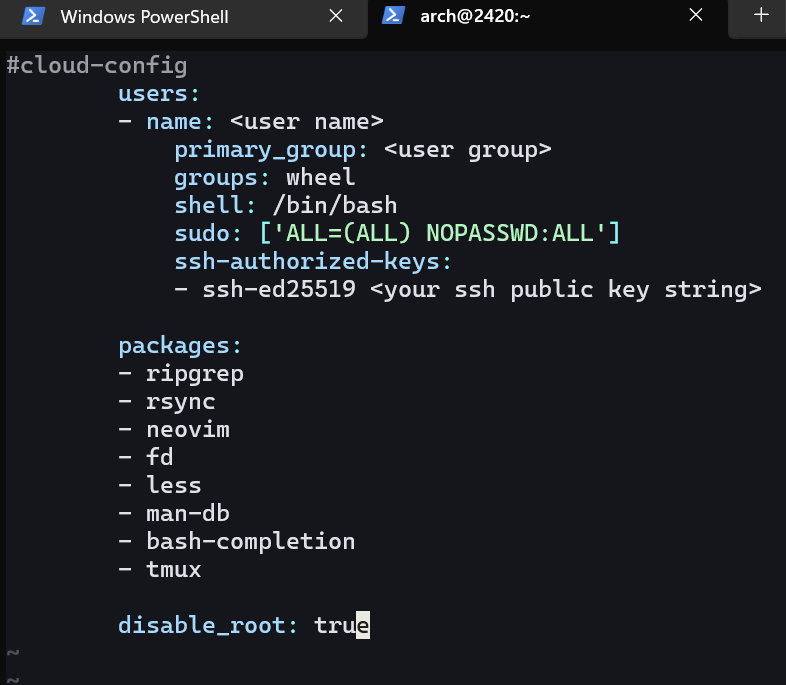 Windows PowerShell
arch@2420:~
#cloud-config
users:
- name: <user name>
primary_group: <user group>
groups: wheel
shell: /bin/bash
sudo: ['ALL=(ALL) NOPASSWD:ALL']
ssh-authorized-keys:
- ssh-ed25519 <your ssh public key string>
packages:
- ripgrep
- rsync
- neovim
- fd
- less
- man-db
- bash-completion
- tmux
disable_root: true
~
~